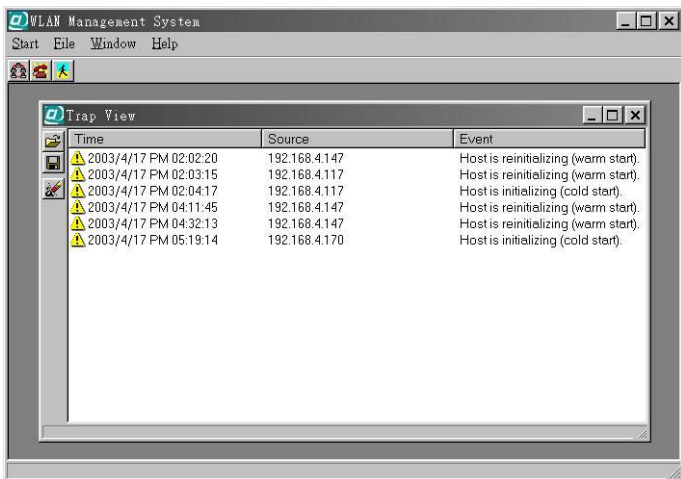 WLAN Management System
Start File Window Help
Trap View
Time Source Event
2003/4/17 PM 02:02:20 192.168.4.147 Host is reinitializing (warm start).
2003/4/17 PM 02:03:15 192.168.4.117 Host is reinitializing (warm start).
2003/4/17 PM 02:04:17 192.168.4.117 Host is initializing (cold start).
2003/4/17 PM 04:11:45 192.168.4.147 Host is reinitializing (warm start).
2003/4/17 PM 04:32:13 192.168.4.147 Host is reinitializing (warm start).
2003/4/17 PM 05:19:14 192.168.4.170 Host is initializing (cold start).